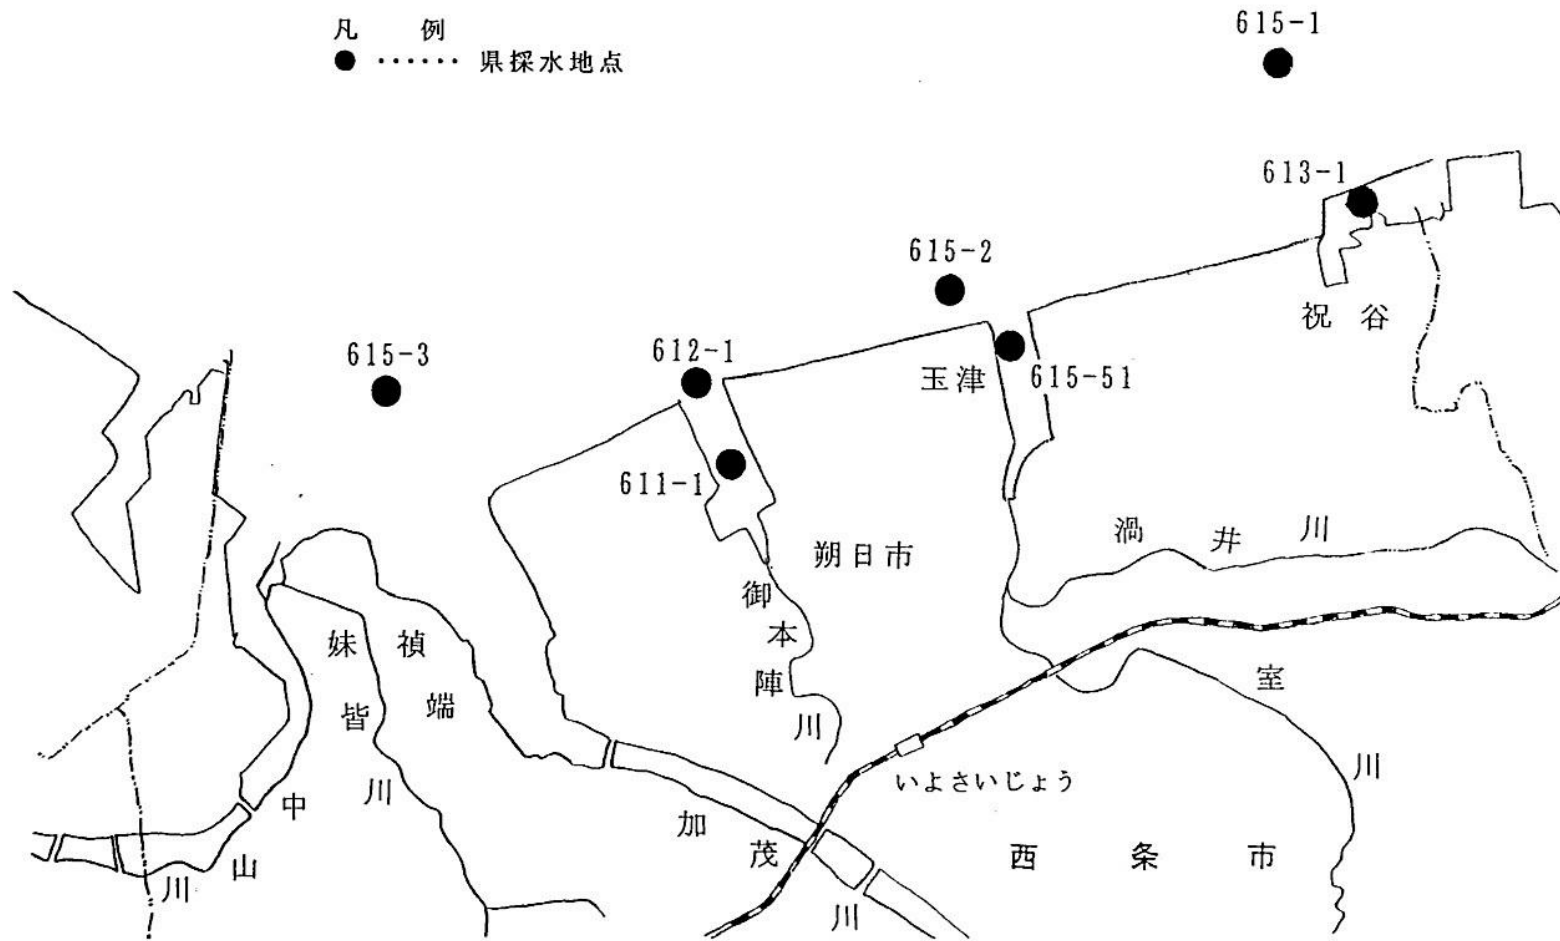 凡例
●‥‥‥県採水地点
615-1
613-1
615-2
615-3
612-1
615-51
611-1
祝谷
玉津
朔日市
渦井川
御本陣川
禎端
妹皆川
室川
いよさいじょう
中山川
加茂川
西条市